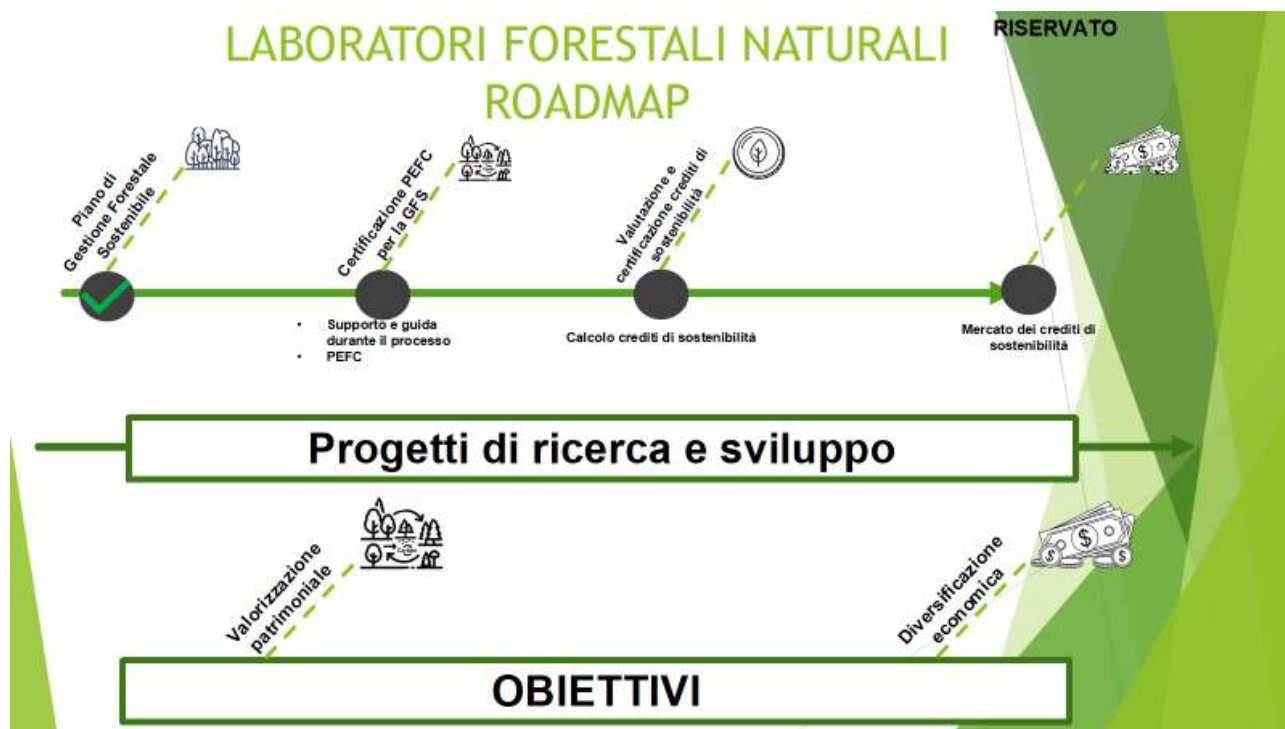 LABORATORI FORESTALI NATURALI
ROADMAP
RISERVATO
Piano di
Gestione Forestale
Sostenibile
Certificazione PEFC
per la GFS
Valutazione e
certificazione crediti di
sostenibilità
• Supporto e guida
durante il processo
• PEFC
Calcolo crediti di sostenibilità
Mercato dei crediti di
sostenibilità
Progetti di ricerca e sviluppo
Valorizzazione
patrimoniale
Diversificazione
economica
OBIETTIVI